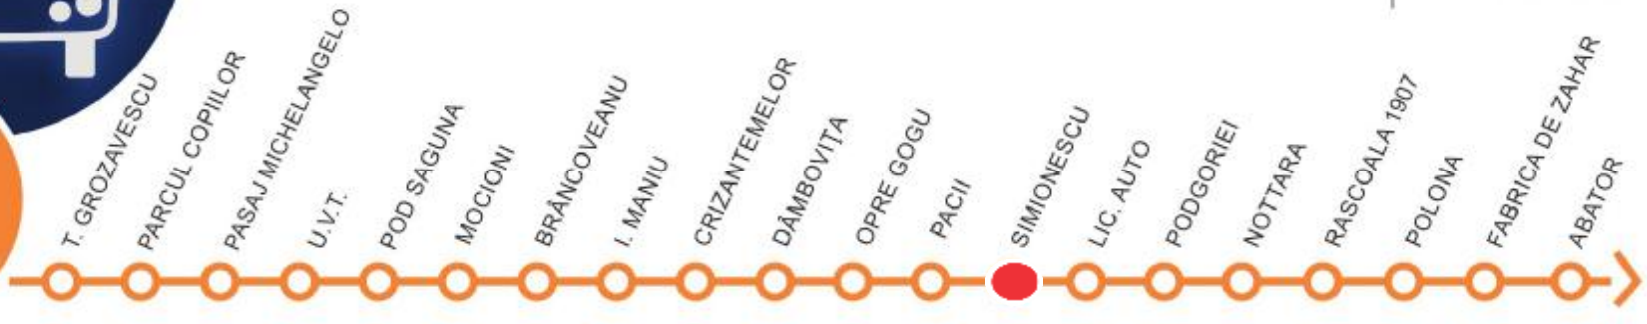 T. GROZAVESCU
PARCUL COPIILOR
PASAJ MICHELANGELO
U.V.T.
POD SAGUNA
MOCIONI
BRÂNCOVEANU
I. MANIU
CRIZANTEMELOR
DÂMBOVIȚA
OPRE GOGU
PACII
SIMIONESCU
LIC. AUTO
PODGORIEI
NOTTARA
RASCOALA 1907
POLONA
FABRICA DE ZAHAR
ABATOR